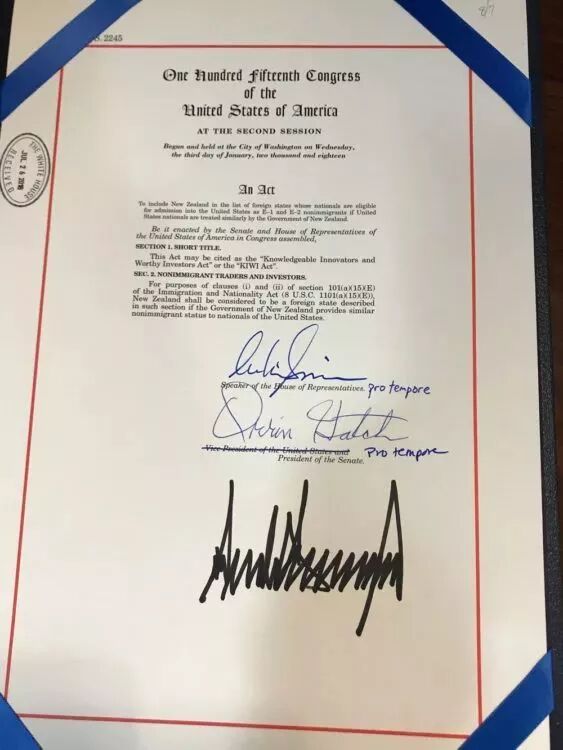 8/7
S. 2245
One Hundred Fifteenth Congress
of the
United States of America
AT THE SECOND SESSION
Begun and held at the City of Washington on Wednesday,
the third day of January, two thousand and eighteen
THE WHITE HOUSE
JUL 26 2018
RECEIVED
An Act
To include New Zealand in the list of foreign states whose nationals are eligible
for admission into the United States as E–1 and E–2 nonimmigrants if United
States nationals are treated similarly by the Government of New Zealand.
Be it enacted by the Senate and House of Representatives of
the United States of America in Congress assembled,
SECTION 1. SHORT TITLE.
This Act may be cited as the “Knowledgeable Innovators and
Worthy Investors Act” or the “KIWI Act”.
SEC. 2. NONIMMIGRANT TRADERS AND INVESTORS.
For purposes of clauses (i) and (ii) of section 101(a)(15)(E)
of the Immigration and Nationality Act (8 U.S.C. 1101(a)(15)(E)),
New Zealand shall be considered to be a foreign state described
in such section if the Government of New Zealand provides similar
nonimmigrant status to nationals of the United States.
Speaker of the House of Representatives. pro tempore
Orrin Hatch
Vice President of the United States and
President of the Senate. Pro tempore